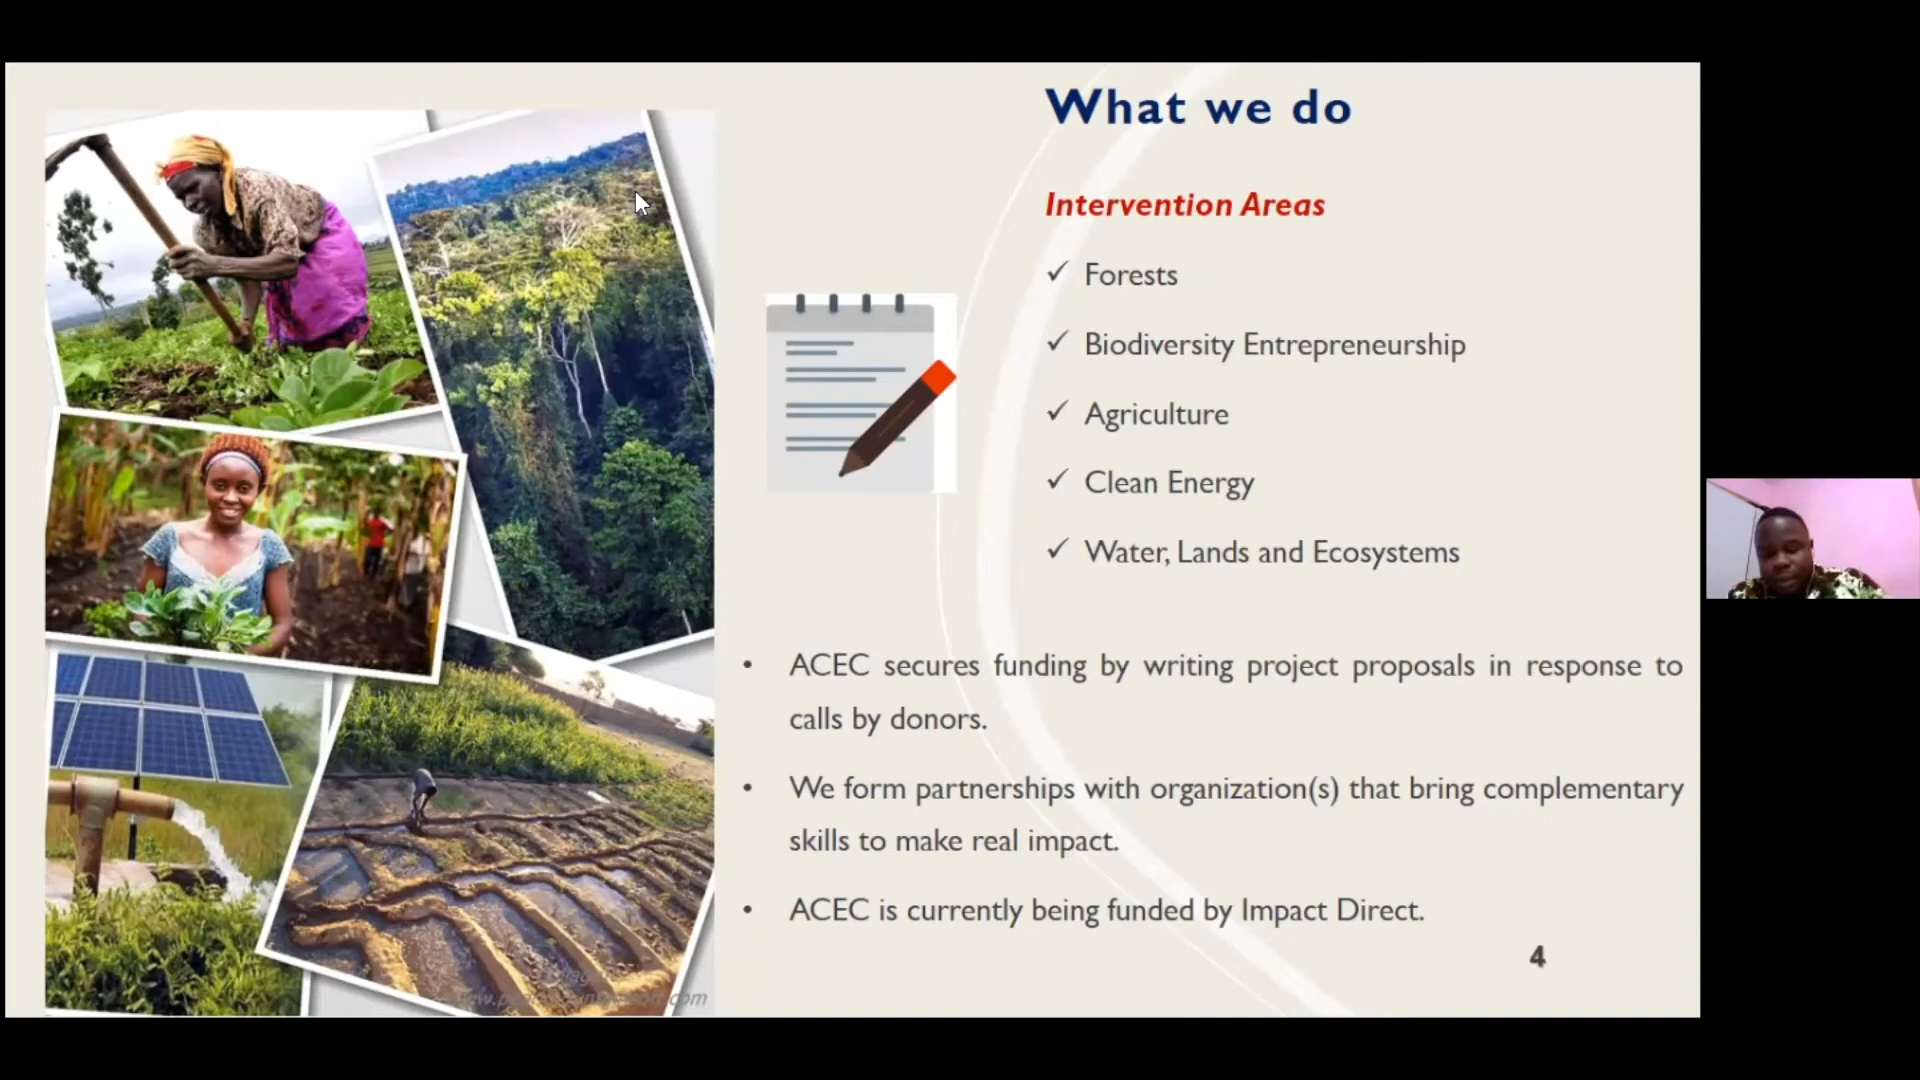 What we do
Intervention Areas
✓ Forests
✓ Biodiversity Entrepreneurship
✓ Agriculture
✓ Clean Energy
✓ Water, Lands and Ecosystems
• ACEC secures funding by writing project proposals in response to
calls by donors.
• We form partnerships with organization(s) that bring complementary
skills to make real impact.
• ACEC is currently being funded by Impact Direct.
4